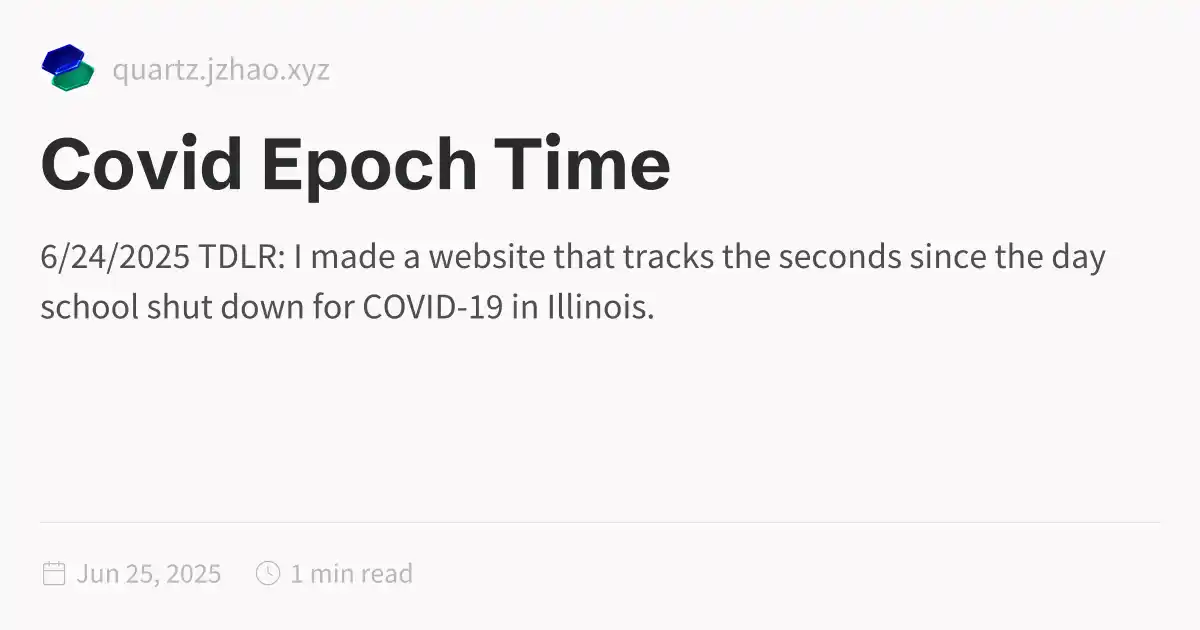 quartz.jzhao.xyz
Covid Epoch Time
6/24/2025 TDLR: I made a website that tracks the seconds since the day
school shut down for COVID-19 in Illinois.
Jun 25, 2025 1 min read